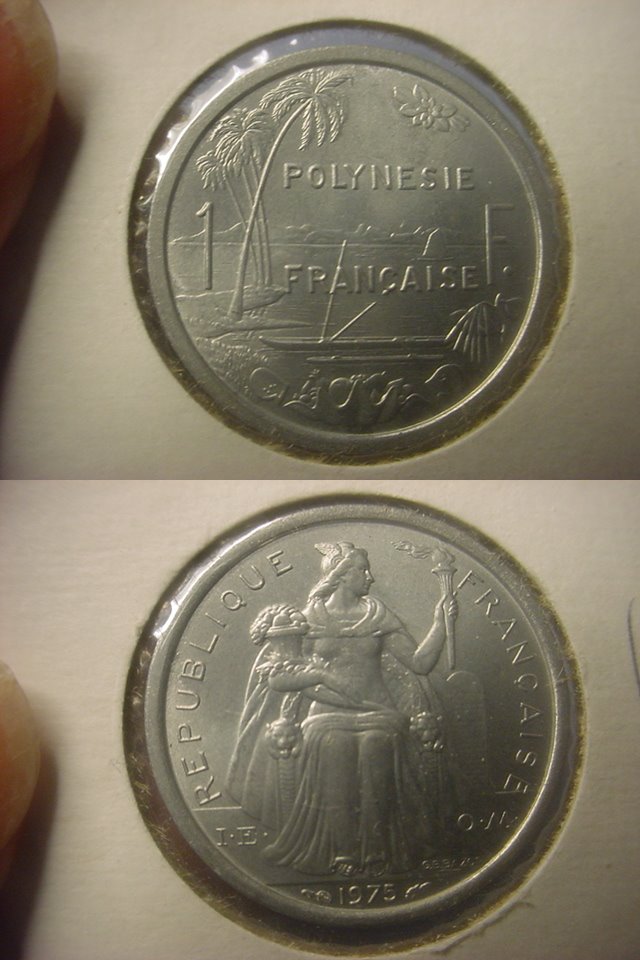 POLYNESIE
1 F.
FRANÇAISE
REPUBLIQUE FRANÇAISE
I·E·
1975